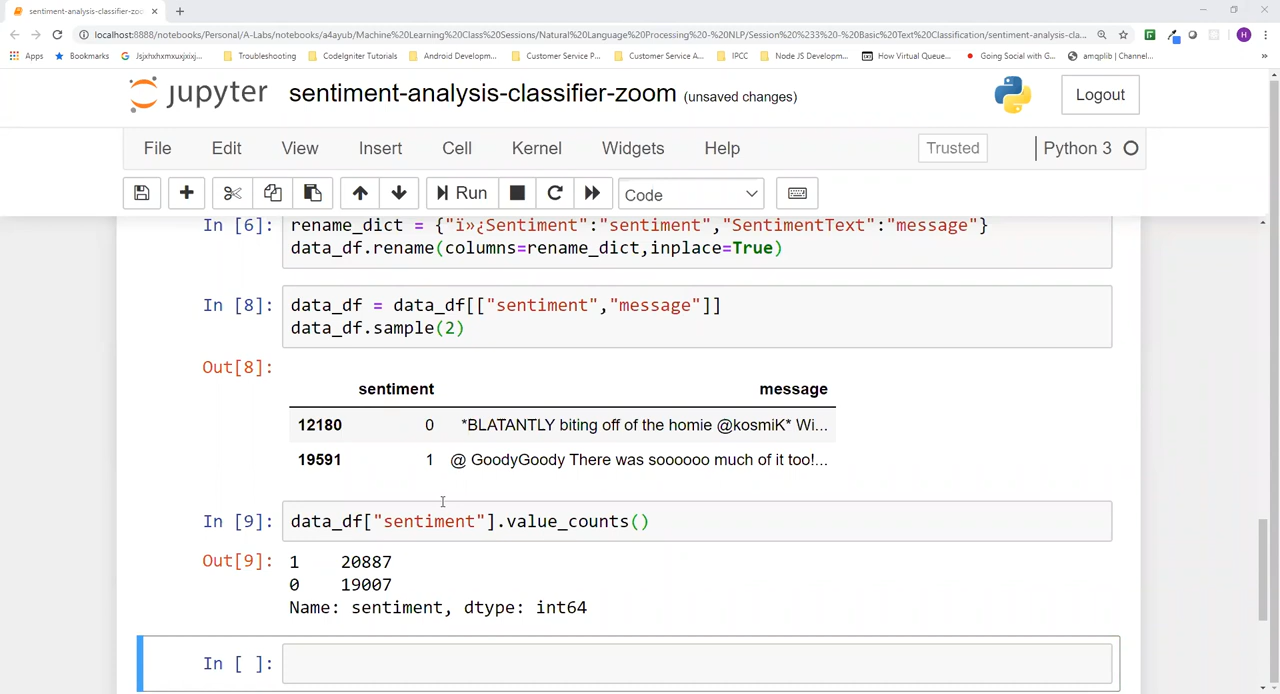 sentiment-analysis-classifier-zoo
localhost:8888/notebooks/Personal/A-Labs/notebooks/a4ayub/Machine%20Learning%20Class%20Sessions/Natural%20Language%20Processing%20-%20NLP/Session%20%233%20-%20Basic%20Text%20Classification/sentiment-analysis-cla...
Apps Bookmarks Jsjxhxhxmxuxjxixj... Troubleshooting CodeIgniter Tutorials Android Developm... Customer Service P... Customer Service A... IPCC Node JS Developm... How Virtual Queue... Going Social with G... amqplib | Channel... »
H
jupyter sentiment-analysis-classifier-zoom (unsaved changes) Logout
File Edit View Insert Cell Kernel Widgets Help Trusted Python 3
Run Code
In [6]: rename_dict = {"ï»¿Sentiment":"sentiment","SentimentText":"message"}
data_df.rename(columns=rename_dict,inplace=True)
In [8]: data_df = data_df[["sentiment","message"]]
data_df.sample(2)
Out[8]:
sentiment message
12180 0 *BLATANTLY biting off of the homie @kosmiK* Wi...
19591 1 @ GoodyGoody There was soooooo much of it too!...
In [9]: data_df["sentiment"].value_counts()
Out[9]: 1 20887
0 19007
Name: sentiment, dtype: int64
In [ ]: